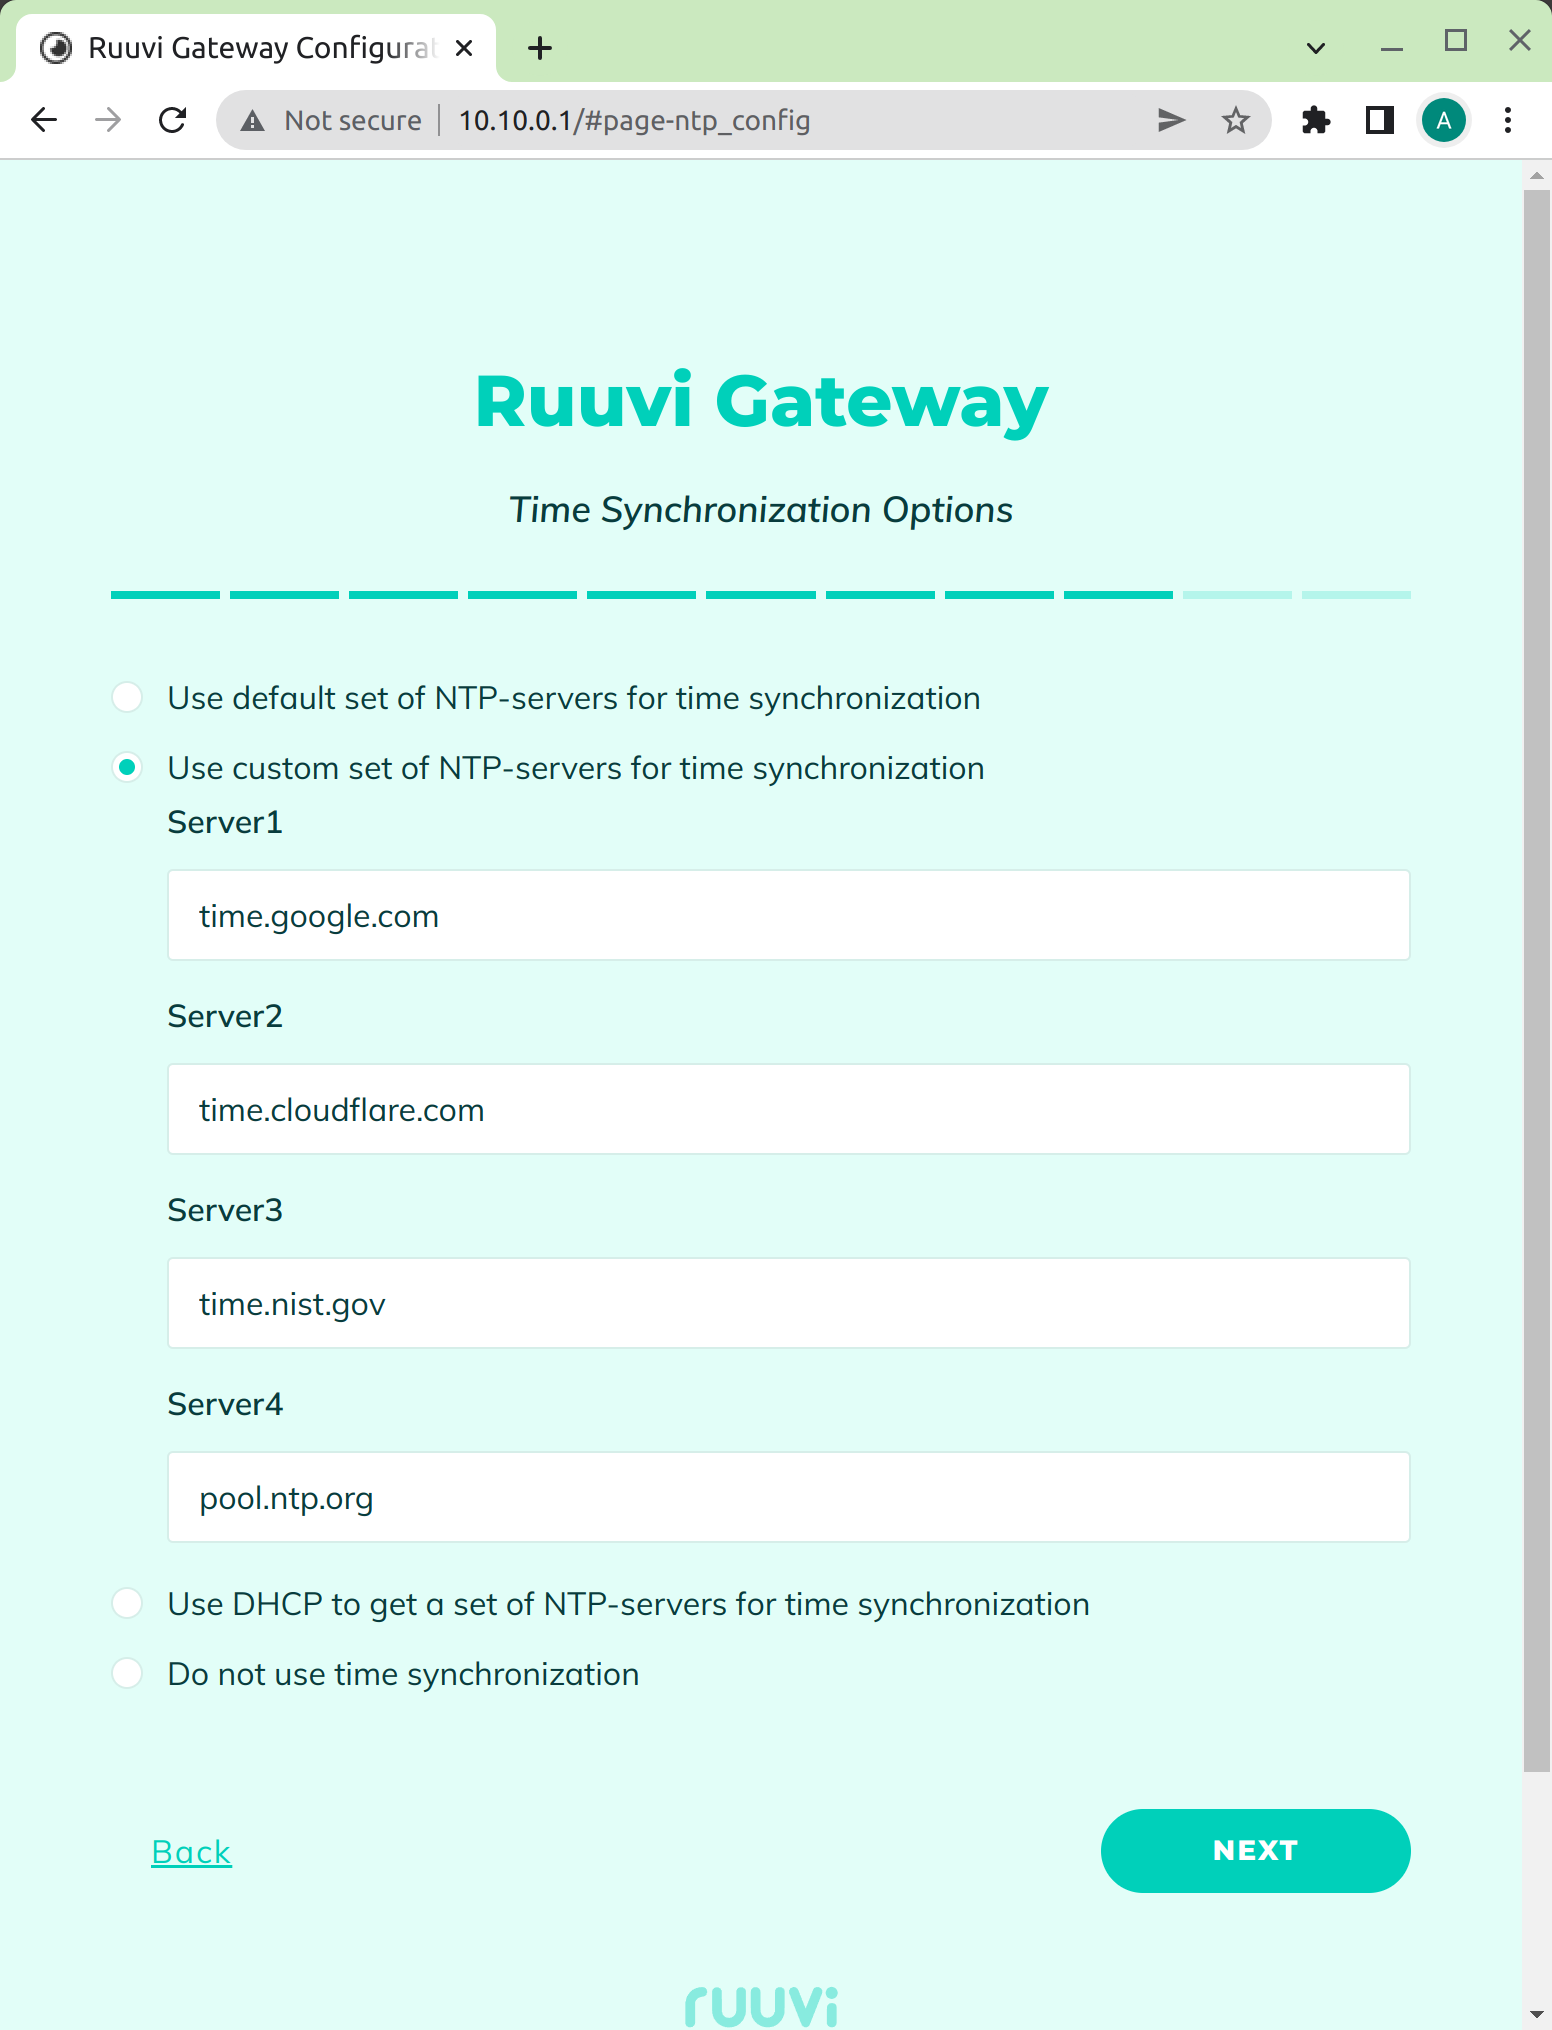 Ruuvi Gateway Configurat
Not secure
10.10.0.1/#page-ntp_config
A
Ruuvi Gateway
Time Synchronization Options
Use default set of NTP-servers for time synchronization
Use custom set of NTP-servers for time synchronization
Server1
time.google.com
Server2
time.cloudflare.com
Server3
time.nist.gov
Server4
pool.ntp.org
Use DHCP to get a set of NTP-servers for time synchronization
Do not use time synchronization
Back
NEXT
ruuvi